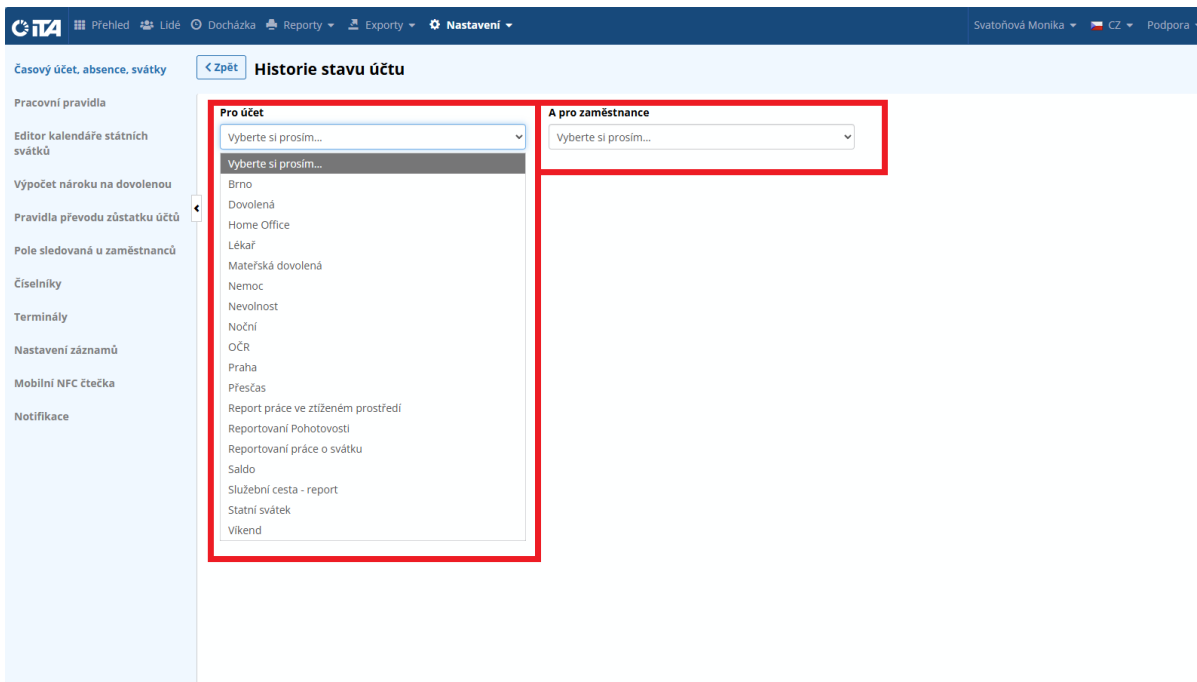 iTA Přehled Lidé Docházka Reporty Exporty Nastavení Svatoňová Monika CZ Podpora
Časový účet, absence, svátky
Pracovní pravidla
Editor kalendáře státních
svátků
Výpočet nároku na dovolenou
Pravidla převodu zůstatku účtů
Pole sledovaná u zaměstnanců
Číselníky
Terminály
Nastavení záznamů
Mobilní NFC čtečka
Notifikace
Zpět Historie stavu účtu
Pro účet
Vyberte si prosím...
Vyberte si prosím...
Brno
Dovolená
Home Office
Lékař
Mateřská dovolená
Nemoc
Nevolnost
Noční
OČR
Praha
Přesčas
Report práce ve ztíženém prostředí
Reportovaní Pohotovosti
Reportovaní práce o svátku
Saldo
Služební cesta - report
Statní svátek
Víkend
A pro zaměstnance
Vyberte si prosím...